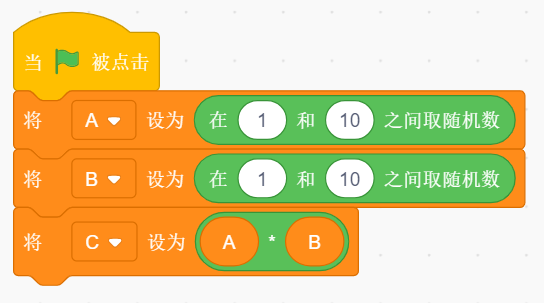 当 被点击
将 A 设为 在 1 和 10 之间取随机数
将 B 设为 在 1 和 10 之间取随机数
将 C 设为 A * B